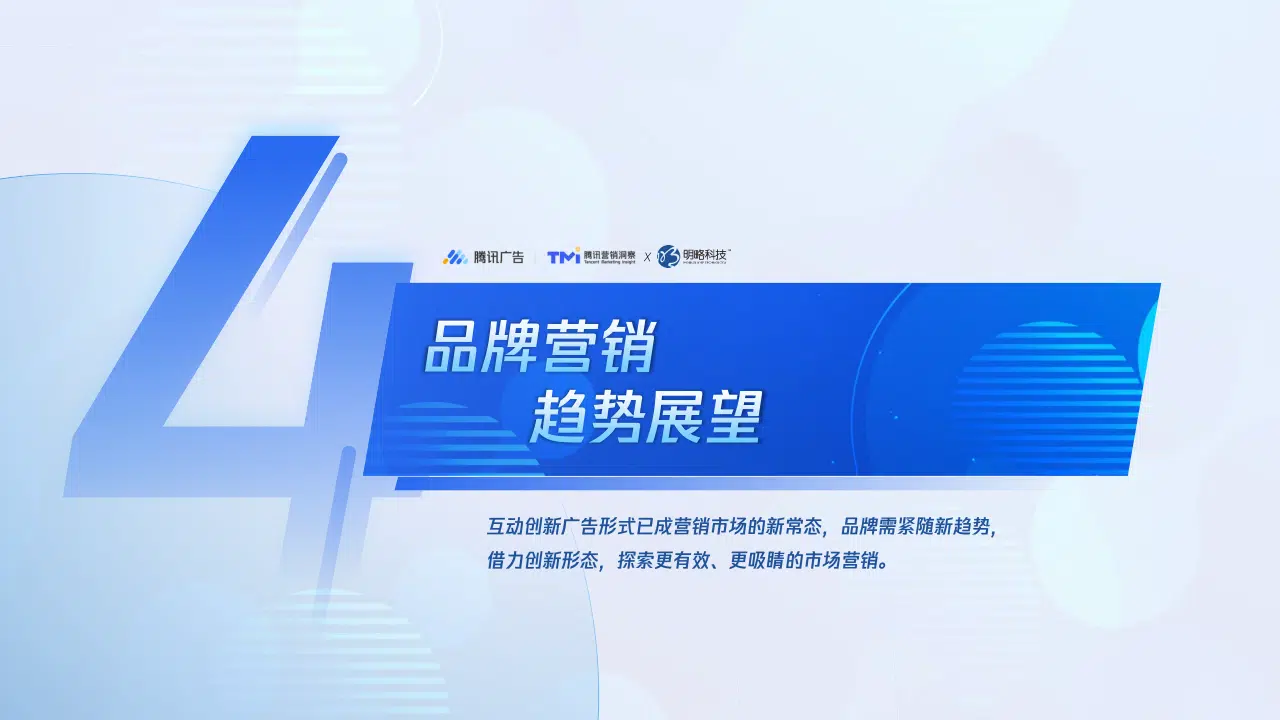 4
腾讯广告 TMi 腾讯营销洞察 X 明略科技™
Tencent Marketing Insight
品牌营销
趋势展望
互动创新广告形式已成营销市场的新常态，品牌需紧随新趋势，
借力创新形态，探索更有效、更吸睛的市场营销。